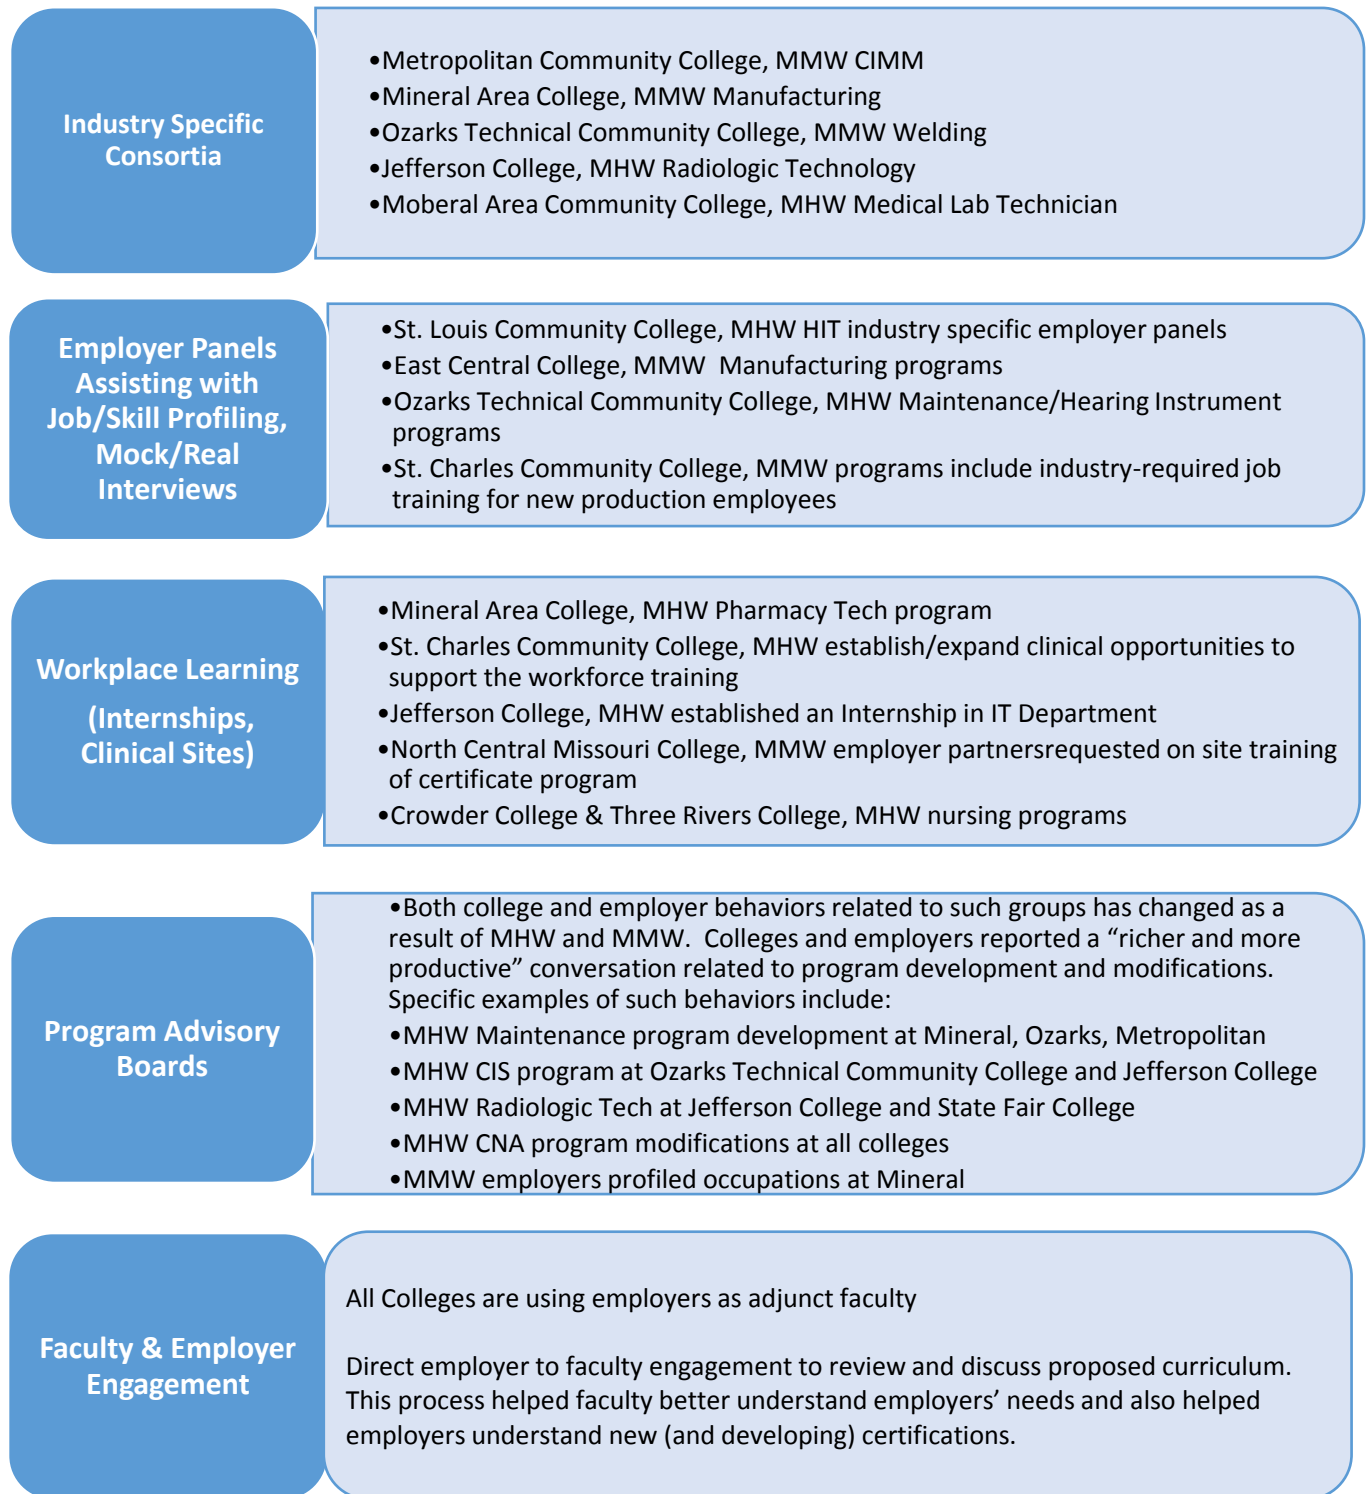 Industry Specific
Consortia
•Metropolitan Community College, MMW CIMM
•Mineral Area College, MMW Manufacturing
•Ozarks Technical Community College, MMW Welding
•Jefferson College, MHW Radiologic Technology
•Moberal Area Community College, MHW Medical Lab Technician
Employer Panels
Assisting with
Job/Skill Profiling,
Mock/Real
Interviews
•St. Louis Community College, MHW HIT industry specific employer panels
•East Central College, MMW  Manufacturing programs
•Ozarks Technical Community College, MHW Maintenance/Hearing Instrument
programs
•St. Charles Community College, MMW programs include industry-required job
training for new production employees
Workplace Learning
(Internships,
Clinical Sites)
•Mineral Area College, MHW Pharmacy Tech program
•St. Charles Community College, MHW establish/expand clinical opportunities to
support the workforce training
•Jefferson College, MHW established an Internship in IT Department
•North Central Missouri College, MMW employer partnersrequested on site training
of certificate program
•Crowder College & Three Rivers College, MHW nursing programs
Program Advisory
Boards
•Both college and employer behaviors related to such groups has changed as a
result of MHW and MMW.  Colleges and employers reported a “richer and more
productive” conversation related to program development and modifications.
Specific examples of such behaviors include:
•MHW Maintenance program development at Mineral, Ozarks, Metropolitan
•MHW CIS program at Ozarks Technical Community College and Jefferson College
•MHW Radiologic Tech at Jefferson College and State Fair College
•MHW CNA program modifications at all colleges
•MMW employers profiled occupations at Mineral
Faculty & Employer
Engagement
All Colleges are using employers as adjunct faculty
Direct employer to faculty engagement to review and discuss proposed curriculum.
This process helped faculty better understand employers’ needs and also helped
employers understand new (and developing) certifications.